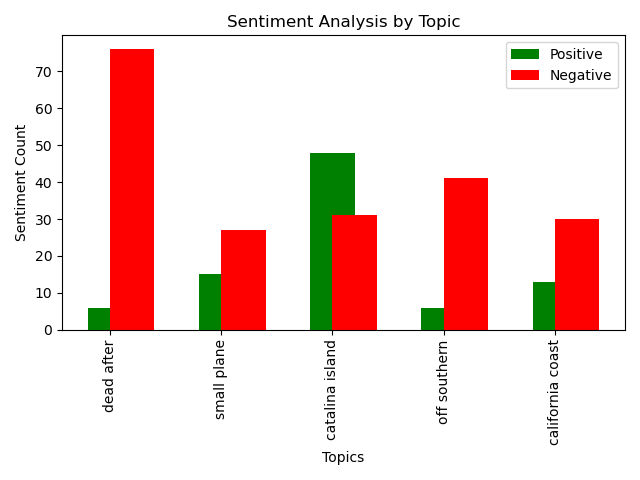 Sentiment Analysis by Topic
Positive
Negative
Sentiment Count
70
60
50
40
30
20
10
0
dead after
small plane
catalina island
off southern
california coast
Topics